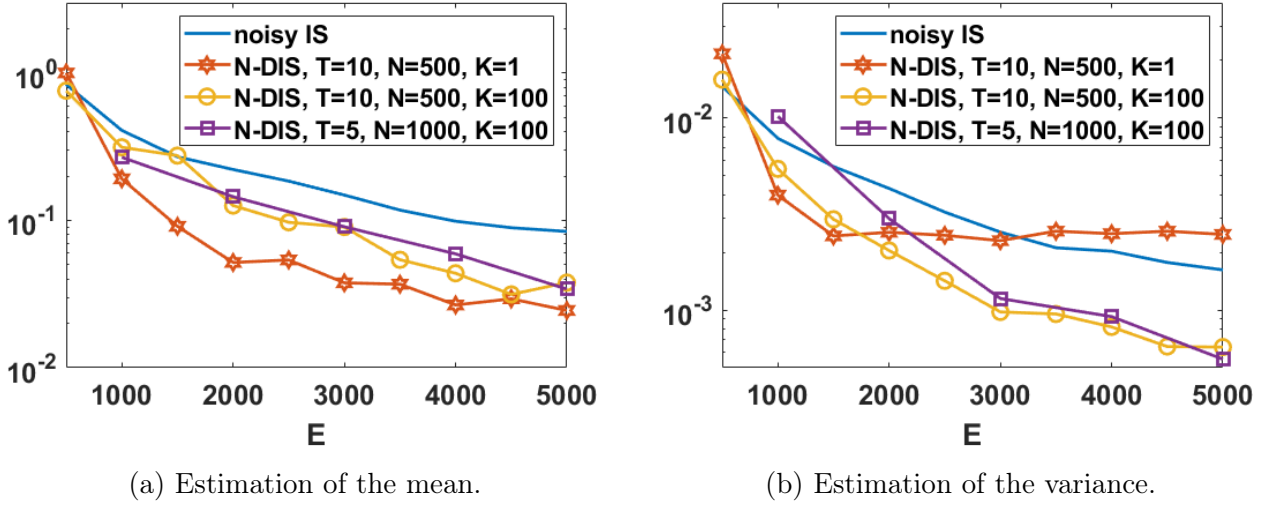 noisy IS
N-DIS, T=10, N=500, K=1
N-DIS, T=10, N=500, K=100
N-DIS, T=5, N=1000, K=100
10^0
10^-1
10^-2
1000 2000 3000 4000 5000
E
(a) Estimation of the mean.
noisy IS
N-DIS, T=10, N=500, K=1
N-DIS, T=10, N=500, K=100
N-DIS, T=5, N=1000, K=100
10^-2
10^-3
1000 2000 3000 4000 5000
E
(b) Estimation of the variance.